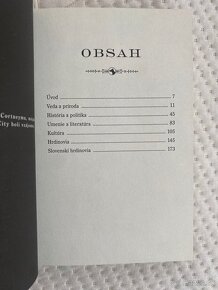 OBSAH
Úvod 7
Veda a príroda 11
História a politika 45
Umenie a literatúra 83
Kultúra 105
Hrdinovia 145
Slovenskí hrdinovia 173